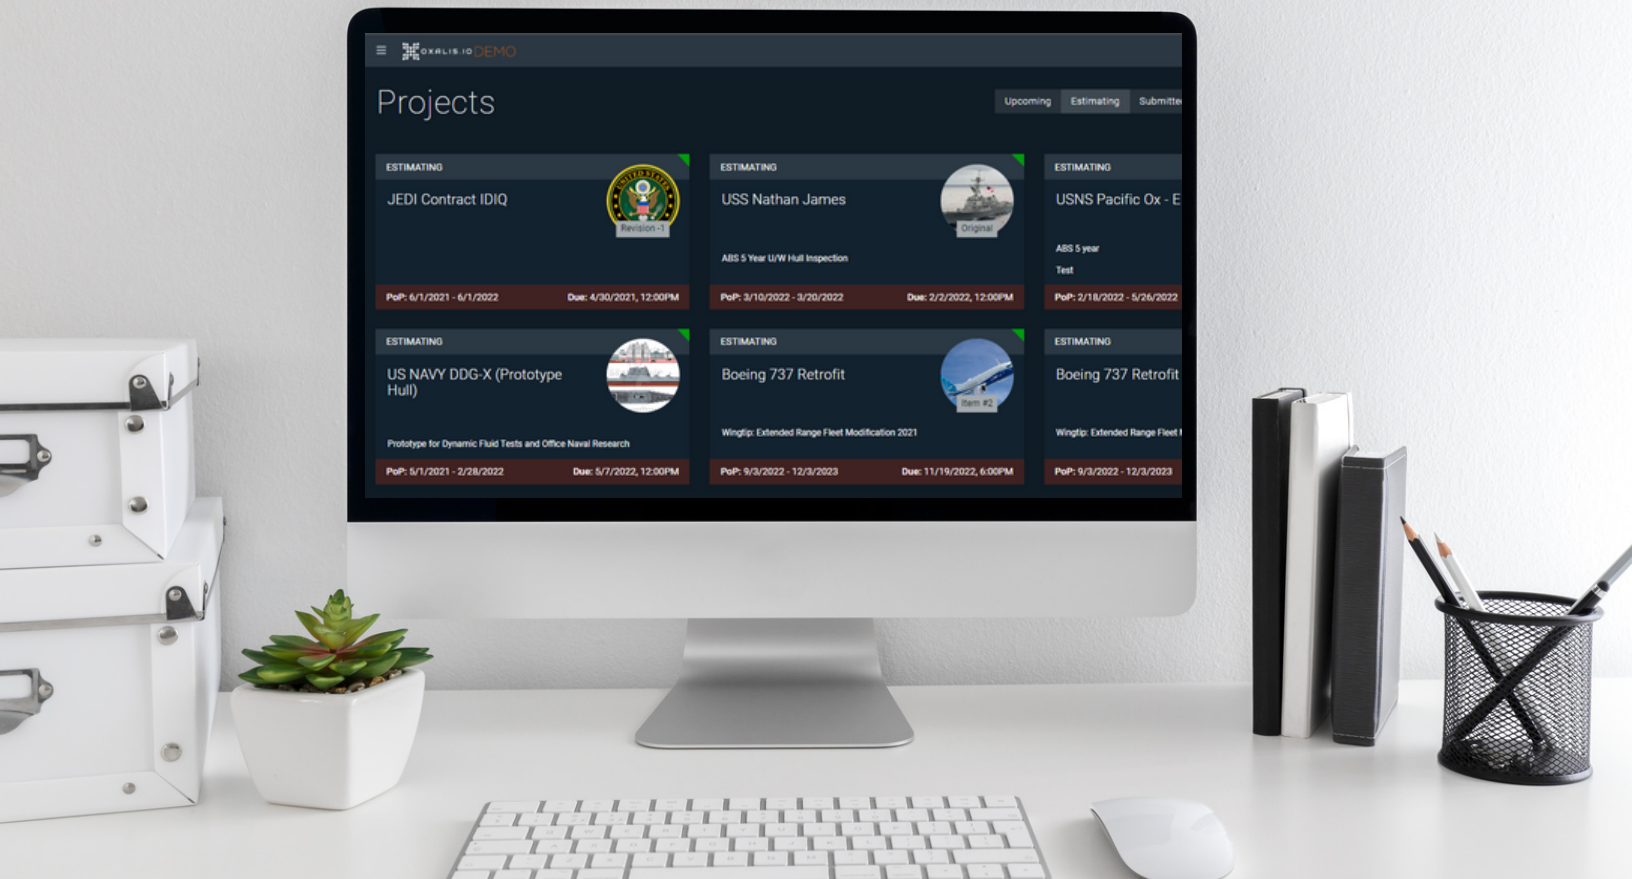 OXALIS.IO DEMO
Projects
Upcoming Estimating Submitted
ESTIMATING
JEDI Contract IDIQ
UNITED STATES
Revision -1
PoP: 6/1/2021 - 6/1/2022 Due: 4/30/2021, 12:00PM
ESTIMATING
USS Nathan James
Original
ABS 5 Year U/W Hull Inspection
PoP: 3/10/2022 - 3/20/2022 Due: 2/2/2022, 12:00PM
ESTIMATING
USNS Pacific Ox - E
ABS 5 year
Test
PoP: 2/18/2022 - 5/26/2022
ESTIMATING
US NAVY DDG-X (Prototype
Hull)
Prototype for Dynamic Fluid Tests and Office Naval Research
PoP: 5/1/2021 - 2/28/2022 Due: 5/7/2022, 12:00PM
ESTIMATING
Boeing 737 Retrofit
Item #2
Wingtip: Extended Range Fleet Modification 2021
PoP: 9/3/2022 - 12/3/2023 Due: 11/19/2022, 6:00PM
ESTIMATING
Boeing 737 Retrofit
Wingtip: Extended Range Fleet
PoP: 9/3/2022 - 12/3/2023